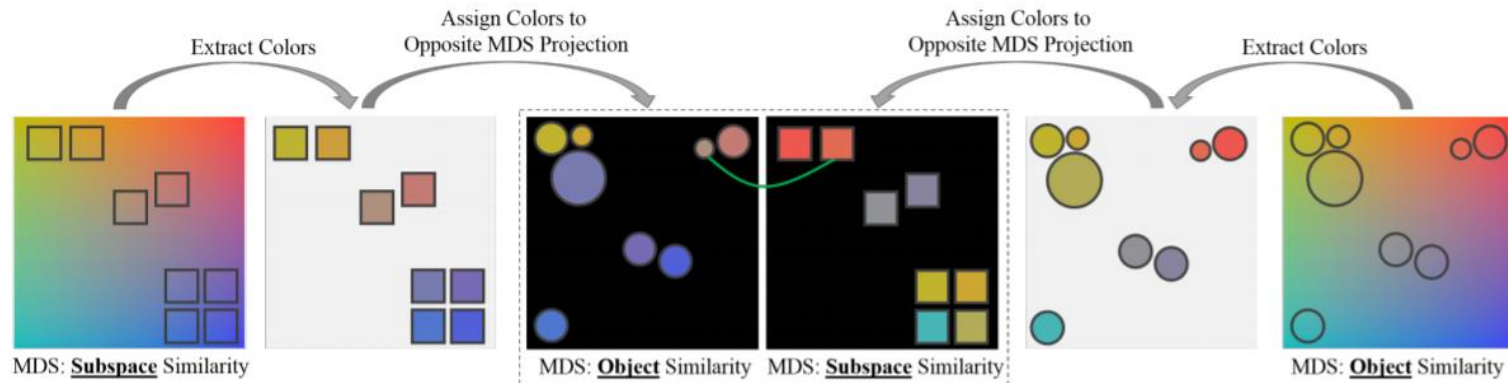 Extract Colors
Assign Colors to
Opposite MDS Projection
Assign Colors to
Opposite MDS Projection
Extract Colors
MDS: Subspace Similarity
MDS: Object Similarity
MDS: Subspace Similarity
MDS: Object Similarity